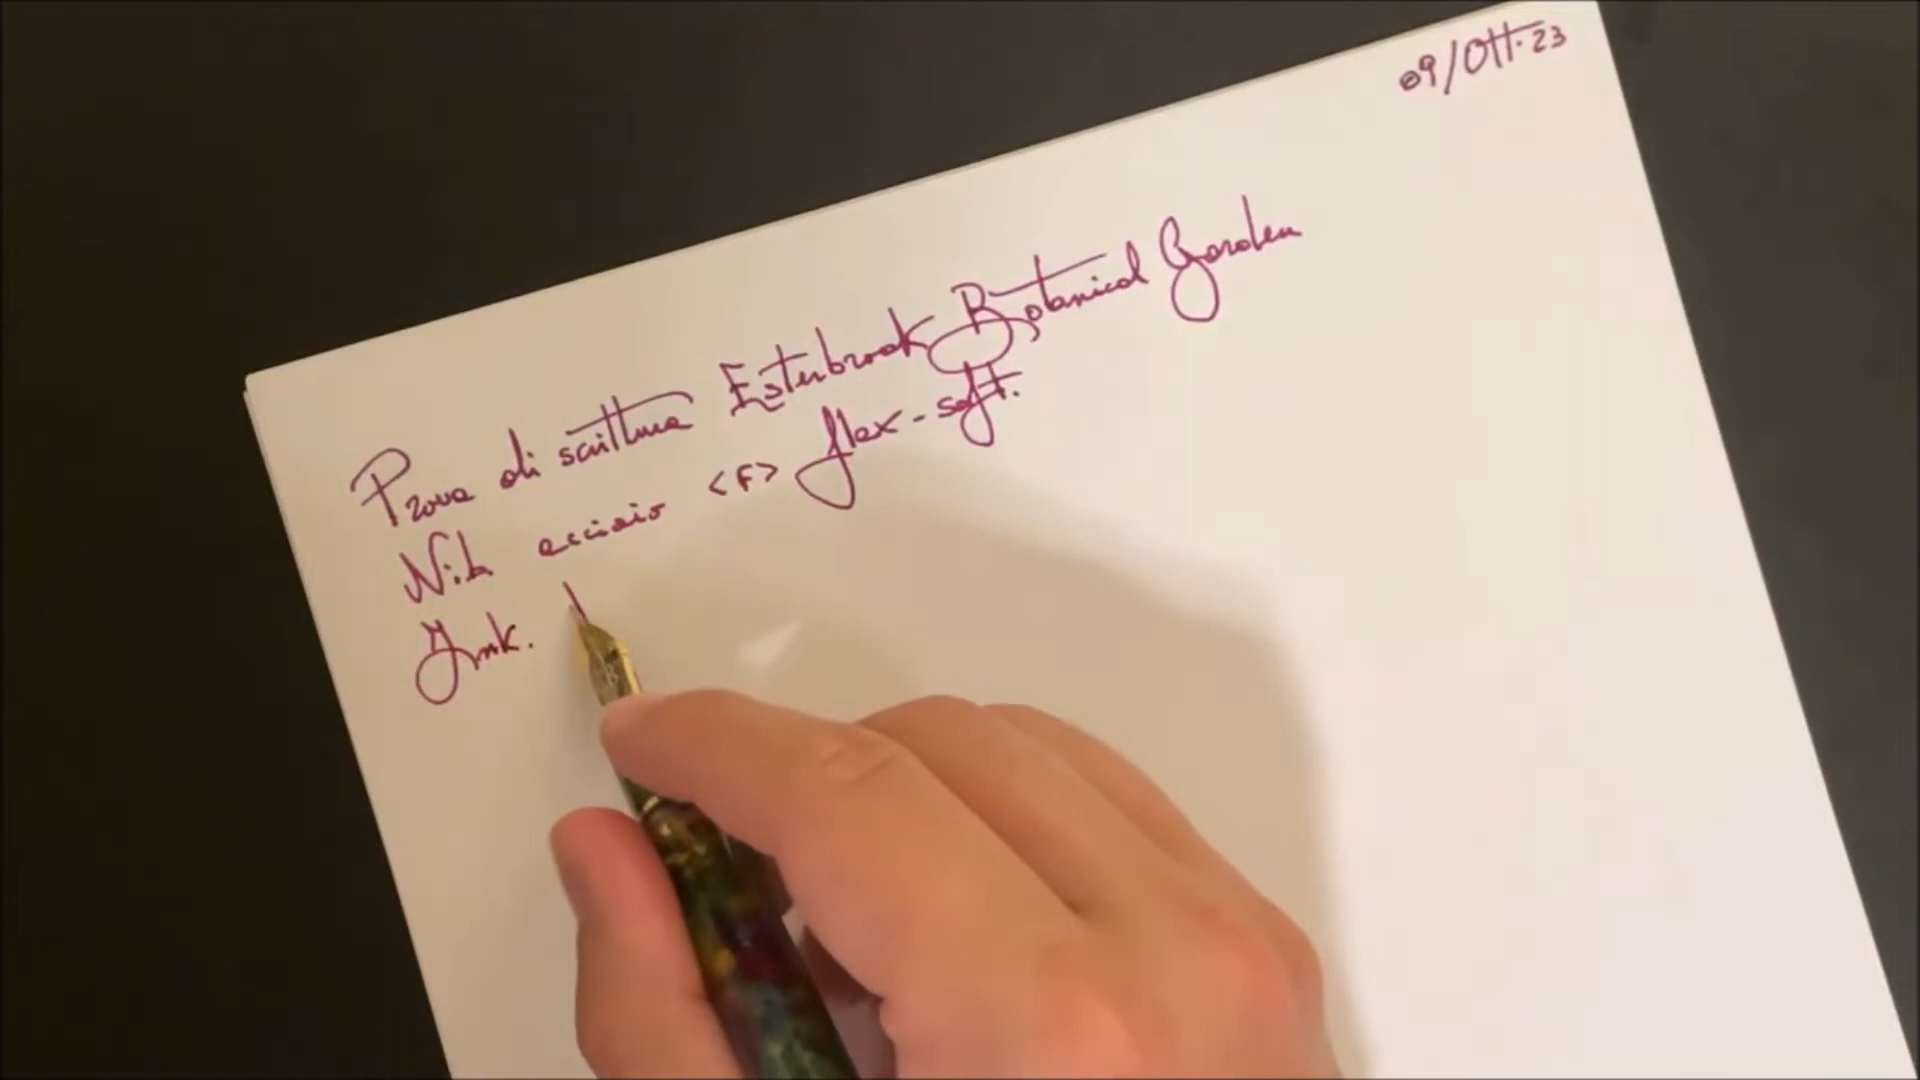 09/Ott.23
Prova di scrittura Esterbrook Botanical Garden
Nib acciaio <F> flex-soft.
Ink.